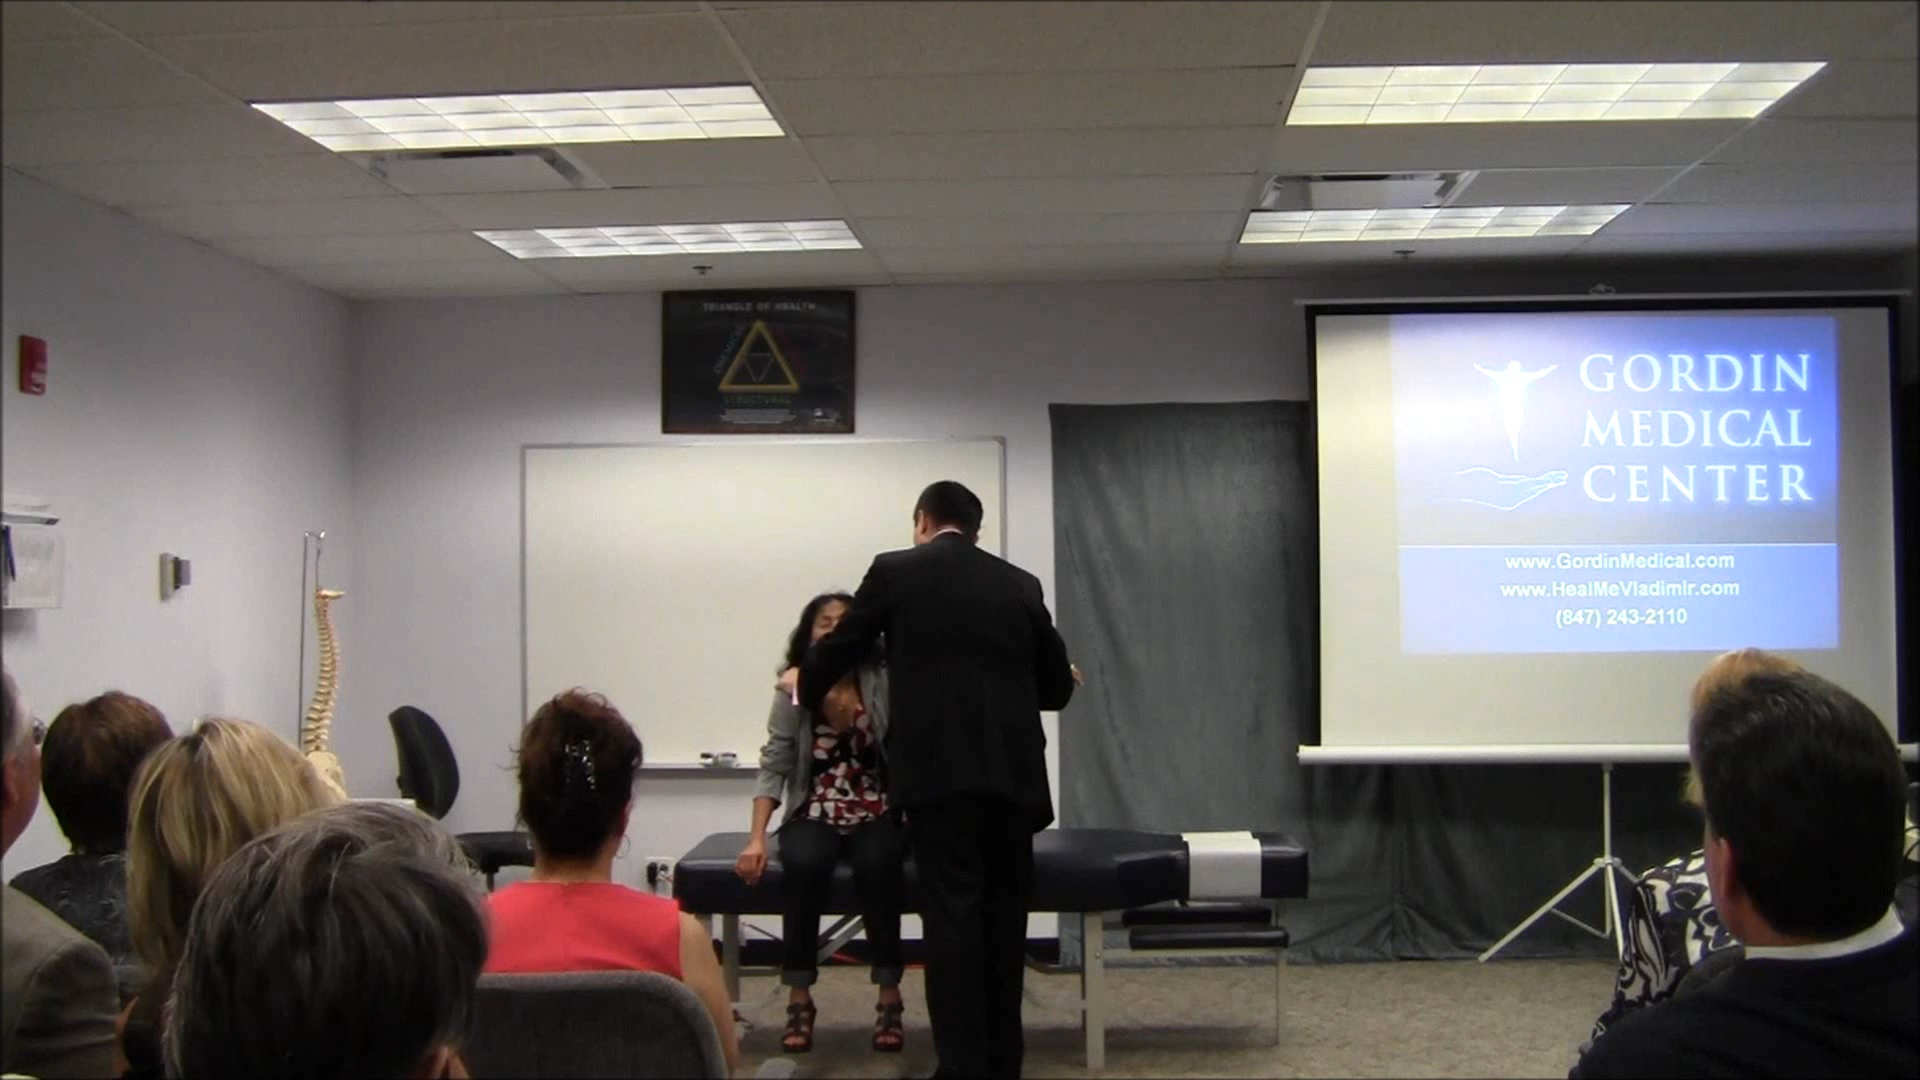 TRIANGLE OF HEALTH
STRUCTURAL
GORDIN
MEDICAL
CENTER
www.GordinMedical.com
www.HealMeVladimir.com
(847) 243-2110